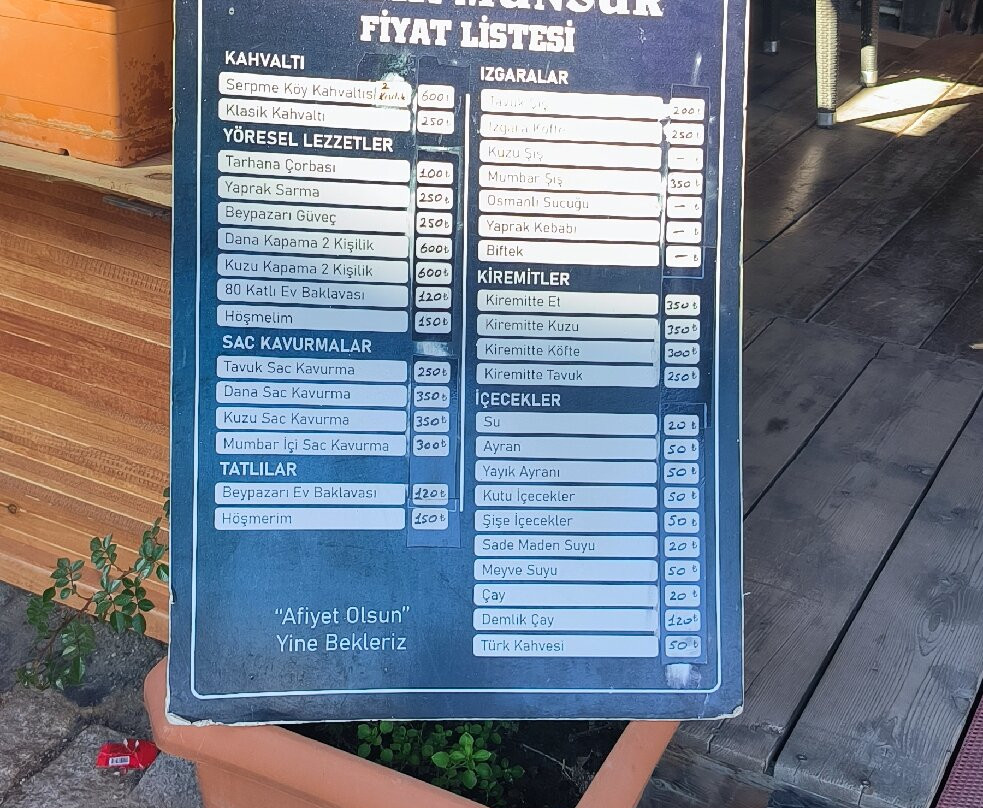 FİYAT LİSTESİ
KAHVALTI
Serpme Köy Kahvaltısı 2 Kişilik 600₺
Klasik Kahvaltı 250₺
YÖRESEL LEZZETLER
Tarhana Çorbası 100₺
Yaprak Sarma 250₺
Beypazarı Güveç 250₺
Dana Kapama 2 Kişilik 600₺
Kuzu Kapama 2 Kişilik 600₺
80 Katlı Ev Baklavası 120₺
Höşmelim 150₺
SAC KAVURMALAR
Tavuk Sac Kavurma 250₺
Dana Sac Kavurma 350₺
Kuzu Sac Kavurma 350₺
Mumbar İçi Sac Kavurma 300₺
TATLILAR
Beypazarı Ev Baklavası 120₺
Höşmerim 150₺
"Afiyet Olsun"
Yine Bekleriz
IZGARALAR
Tavuk Şiş 200₺
Izgara Köfte 250₺
Kuzu Şiş – ₺
Mumbar Şiş 350₺
Osmanlı Sucuğu – ₺
Yaprak Kebabı – ₺
Biftek – ₺
KİREMİTLER
Kiremitte Et 350₺
Kiremitte Kuzu 350₺
Kiremitte Köfte 300₺
Kiremitte Tavuk 250₺
İÇECEKLER
Su 20₺
Ayran 50₺
Yayık Ayranı 50₺
Kutu İçecekler 50₺
Şişe İçecekler 50₺
Sade Maden Suyu 20₺
Meyve Suyu 50₺
Çay 20₺
Demlik Çay 120₺
Türk Kahvesi 50₺